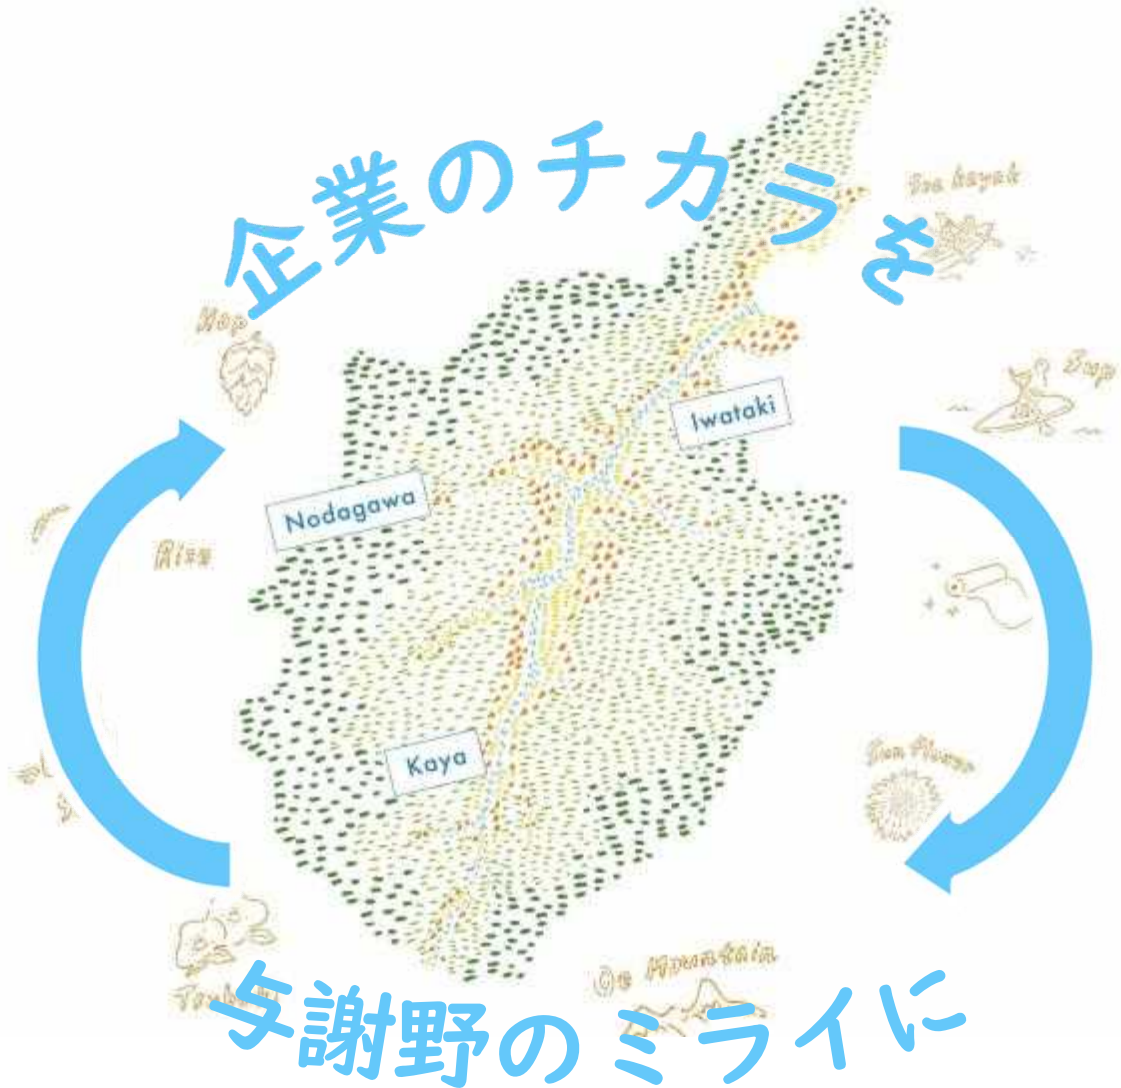 企業のチカラを
Sea kayak
Hop
Sup
Iwataki
Nodagawa
Rice
Kaya
Sun Flower
Oe Mountain
与謝野のミライに